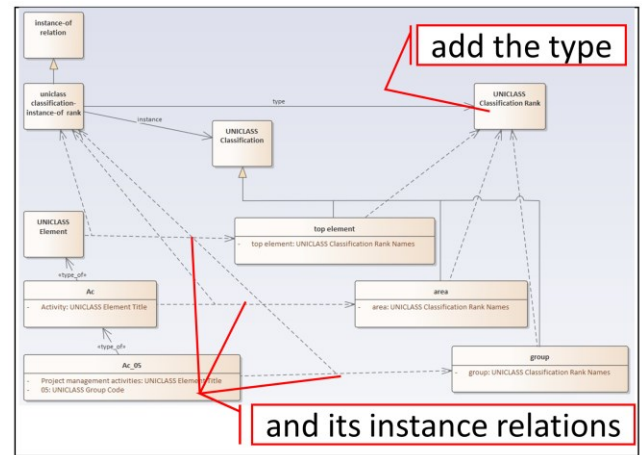 instance-of
relation
add the type
uniclass
classification-
instance-of rank
type
UNICLASS
Classification Rank
instance
UNICLASS
Classification
UNICLASS
Element
top element
- top element: UNICLASS Classification Rank Names
«type_of»
Ac
- Activity: UNICLASS Element Title
area
- area: UNICLASS Classification Rank Names
«type_of»
Ac_05
- Project management activities: UNICLASS Element Title
- 05: UNICLASS Group Code
group
- group: UNICLASS Classification Rank Names
and its instance relations